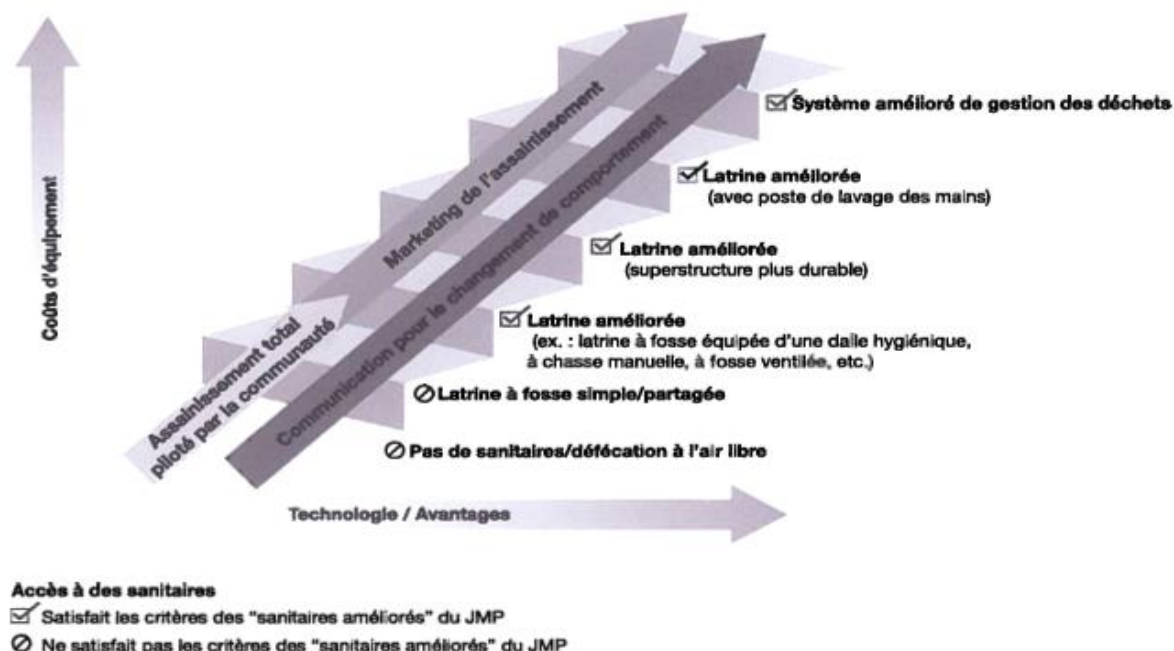 Coûts d'équipement
Marketing de l'assainissement
Communication pour le changement de comportement
Assainissement total
piloté par la communauté
Système amélioré de gestion des déchets
Latrine améliorée
(avec poste de lavage des mains)
Latrine améliorée
(superstructure plus durable)
Latrine améliorée
(ex. : latrine à fosse équipée d'une dalle hygiénique,
à chasse manuelle, à fosse ventilée, etc.)
Latrine à fosse simple/partagée
Pas de sanitaires/défécation à l'air libre
Technologie / Avantages
Accès à des sanitaires
Satisfait les critères des "sanitaires améliorés" du JMP
Ne satisfait pas les critères des "sanitaires améliorés" du JMP